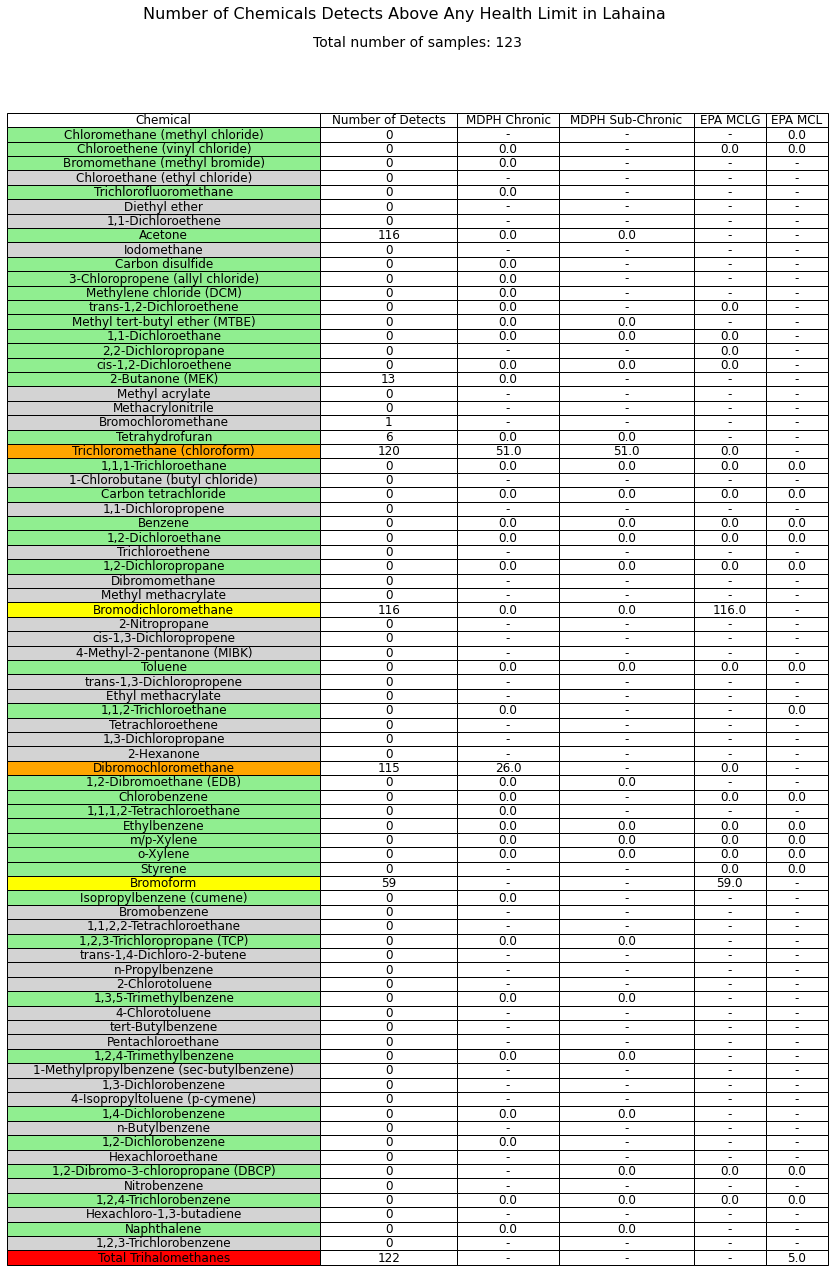 Number of Chemicals Detects Above Any Health Limit in Lahaina
Total number of samples: 123
Chemical Number of Detects MDPH Chronic MDPH Sub-Chronic EPA MCLG EPA MCL
Chloromethane (methyl chloride) 0 - - - 0.0
Chloroethene (vinyl chloride) 0 0.0 - 0.0 0.0
Bromomethane (methyl bromide) 0 0.0 - - -
Chloroethane (ethyl chloride) 0 - - - -
Trichlorofluoromethane 0 0.0 - - -
Diethyl ether 0 - - - -
1,1-Dichloroethene 0 - - - -
Acetone 116 0.0 0.0 - -
Iodomethane 0 - - - -
Carbon disulfide 0 0.0 - - -
3-Chloropropene (allyl chloride) 0 0.0 - - -
Methylene chloride (DCM) 0 0.0 - - -
trans-1,2-Dichloroethene 0 0.0 - 0.0 -
Methyl tert-butyl ether (MTBE) 0 0.0 0.0 - -
1,1-Dichloroethane 0 0.0 0.0 0.0 -
2,2-Dichloropropane 0 - - 0.0 -
cis-1,2-Dichloroethene 0 0.0 0.0 0.0 -
2-Butanone (MEK) 13 0.0 - - -
Methyl acrylate 0 - - - -
Methacrylonitrile 0 - - - -
Bromochloromethane 1 - - - -
Tetrahydrofuran 6 0.0 0.0 - -
Trichloromethane (chloroform) 120 51.0 51.0 0.0 -
1,1,1-Trichloroethane 0 0.0 0.0 0.0 0.0
1-Chlorobutane (butyl chloride) 0 - - - -
Carbon tetrachloride 0 0.0 0.0 0.0 0.0
1,1-Dichloropropene 0 - - - -
Benzene 0 0.0 0.0 0.0 0.0
1,2-Dichloroethane 0 0.0 0.0 0.0 0.0
Trichloroethene 0 - - - -
1,2-Dichloropropane 0 0.0 0.0 0.0 0.0
Dibromomethane 0 - - - -
Methyl methacrylate 0 - - - -
Bromodichloromethane 116 0.0 0.0 116.0 -
2-Nitropropane 0 - - - -
cis-1,3-Dichloropropene 0 - - - -
4-Methyl-2-pentanone (MIBK) 0 - - - -
Toluene 0 0.0 0.0 0.0 0.0
trans-1,3-Dichloropropene 0 - - - -
Ethyl methacrylate 0 - - - -
1,1,2-Trichloroethane 0 0.0 - - 0.0
Tetrachloroethene 0 - - - -
1,3-Dichloropropane 0 - - - -
2-Hexanone 0 - - - -
Dibromochloromethane 115 26.0 - 0.0 -
1,2-Dibromoethane (EDB) 0 0.0 0.0 - -
Chlorobenzene 0 0.0 - 0.0 0.0
1,1,1,2-Tetrachloroethane 0 0.0 - - -
Ethylbenzene 0 0.0 0.0 0.0 0.0
m/p-Xylene 0 0.0 0.0 0.0 0.0
o-Xylene 0 0.0 0.0 0.0 0.0
Styrene 0 - - 0.0 0.0
Bromoform 59 - - 59.0 -
Isopropylbenzene (cumene) 0 0.0 - - -
Bromobenzene 0 - - - -
1,1,2,2-Tetrachloroethane 0 - - - -
1,2,3-Trichloropropane (TCP) 0 0.0 0.0 - -
trans-1,4-Dichloro-2-butene 0 - - - -
n-Propylbenzene 0 - - - -
2-Chlorotoluene 0 - - - -
1,3,5-Trimethylbenzene 0 0.0 0.0 - -
4-Chlorotoluene 0 - - - -
tert-Butylbenzene 0 - - - -
Pentachloroethane 0 - - - -
1,2,4-Trimethylbenzene 0 0.0 0.0 - -
1-Methylpropylbenzene (sec-butylbenzene) 0 - - - -
1,3-Dichlorobenzene 0 - - - -
4-Isopropyltoluene (p-cymene) 0 - - - -
1,4-Dichlorobenzene 0 0.0 0.0 - -
n-Butylbenzene 0 - - - -
1,2-Dichlorobenzene 0 0.0 - - -
Hexachloroethane 0 - - - -
1,2-Dibromo-3-chloropropane (DBCP) 0 - 0.0 0.0 0.0
Nitrobenzene 0 - - - -
1,2,4-Trichlorobenzene 0 0.0 0.0 0.0 0.0
Hexachloro-1,3-butadiene 0 - - - -
Naphthalene 0 0.0 0.0 - -
1,2,3-Trichlorobenzene 0 - - - -
Total Trihalomethanes 122 - - - 5.0